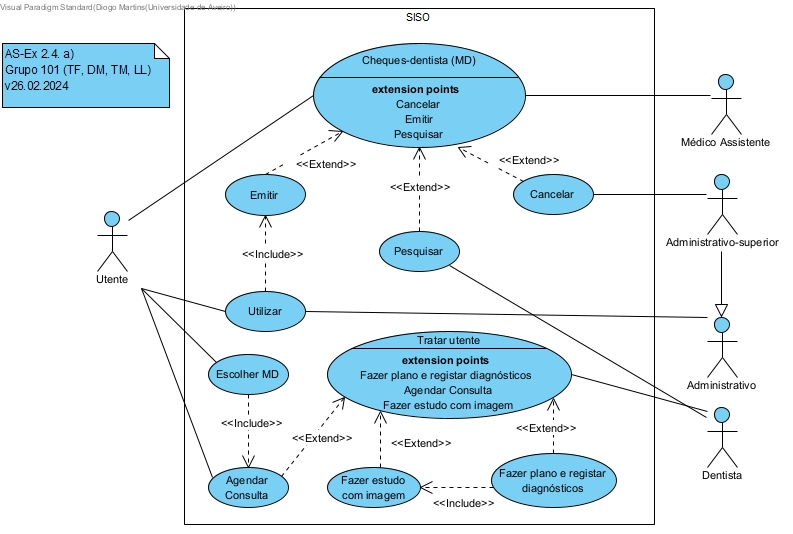 Visual Paradigm Standard(Diogo Martins(Universidade de Aveiro))
SISO
AS-Ex 2.4. a)
Grupo 101 (TF, DM, TM, LL)
v26.02.2024
Cheques-dentista (MD)
extension points
Cancelar
Emitir
Pesquisar
Médico Assistente
<<Extend>>
<<Extend>>
<<Extend>>
Emitir
Cancelar
Administrativo-superior
Pesquisar
<<Include>>
Utente
Utilizar
Administrativo
Tratar utente
extension points
Fazer plano e registar diagnósticos
Agendar Consulta
Fazer estudo com imagem
Escolher MD
<<Include>>
<<Extend>>
<<Extend>>
<<Extend>>
Dentista
Agendar
Consulta
Fazer estudo
com imagem
Fazer plano e registar
diagnósticos
<<Include>>